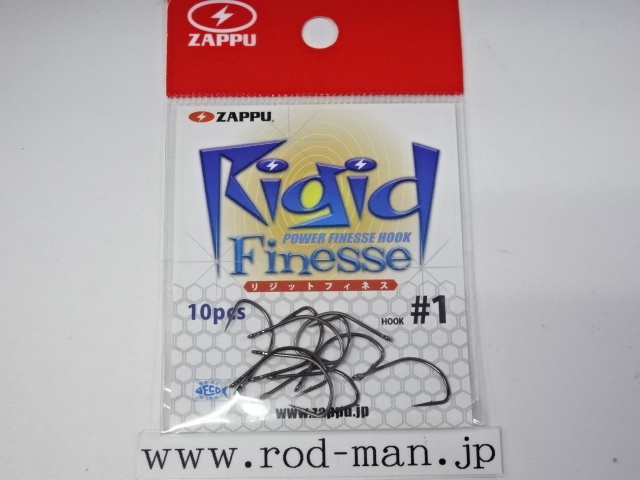 ZAPPU
ZAPPU
Rigid
POWER FINESSE HOOK
Finesse
リジットフィネス
10pcs
HOOK #1
ECO
www.zappu.jp
www.rod-man.jp